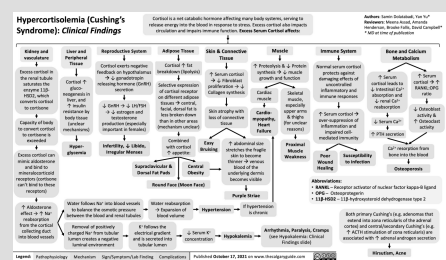 Hypercortisolism (Cushing's
Syndrome): Clinical Findings
Cortisol is a net catabolic hormone affecting many body systems, serving to
release energy into the blood in response to stress. Excess cortisol also impacts
circulation and impacts immune function. Excess Serum Cortisol affects:
Authors: Samin Dolatabadi, Yan Yu*
Reviewers: Meena Assad, Amanda
Henderson, Brooke Falls, David Campbell*
* MD at time of publication
Kidney and
vasculature
Excess cortisol in
the renal tubule
saturates the
enzyme 11β-
HSD2, which
converts cortisol
to cortisone
Capacity of body
to convert cortisol
to cortisone is
exceeded
Excess cortisol can
mimic aldosterone
and bind to
mineralocorticoid
receptors (cortisone
can't bind to these
receptors)
↑ Aldosterone
effect → ↑ Na⁺
reabsorption
from the cortical
collecting duct
into blood vessels
Liver and
Peripheral
Tissue
Cortisol ↑
gluco-
neogenesis in
liver, and
↑ insulin
resistance by
body tissue
(unclear
mechanisms)
Hyper-
glycemia
Reproductive System
Cortisol exerts negative
feedback on hypothalamus
→ ↓ gonadotropin
releasing hormone (GnRH)
secretion
↓ GnRH → ↓ LH/FSH
→ ↓ estrogen and
testosterone
production (especially
important in females)
Infertility, ↓ Libido,
Irregular Menses
Adipose Tissue
Cortisol ↑ fat
breakdown (lipolysis)
Selective expression
of cortisol receptor
on different adipose
tissues → central,
facial, dorsal fat is
less broken down
than in other areas
(mechanism unclear)
Combined
with cortisol
↑ appetite:
Supraclavicular &
Dorsal Fat Pads
Central
Obesity
Round Face (Moon Face)
Skin & Connective
Tissue
↑ Serum cortisol
→ ↓ Fibroblast
proliferation → ↓
Collagen synthesis
Skin atrophy with
loss of connective
tissue
Easy
Bruising
↑ abdominal size
stretches the fragile
skin to become
thinner → venous
blood of the
underlying dermis
becomes visible
Purple Striae
Muscle
↑ Proteolysis & ↓ Protein
synthesis → ↓ muscle
growth and function
Cardiac
muscle
Cardio-
myopathy,
Heart
Failure
Skeletal
muscle,
especially
upper arms
& thighs
(for unclear
reasons)
Proximal
Muscle
Weakness
Immune System
Normal serum cortisol
protects against
damaging effects of
uncontrolled
inflammatory and
immune responses
↑ Serum cortisol →
over-suppression of
inflammation and
impaired cell-
mediated immunity
Poor
Wound
Healing
Susceptibility
to infection
Bone and Calcium
Metabolism
↑ Serum
cortisol leads to
↓ intestinal Ca²⁺
absorption and
↓ renal Ca²⁺
reabsorption
↓ Serum Ca²⁺
↑ PTH secretion
↑ Serum
cortisol → ↑
RANKL/OPG
ratio
↓ Osteoblast
activity &
↑ Osteoclast
activity
Ca²⁺ resorption from
bone into the blood
Osteoporosis
Water follows Na⁺ into blood vessels
to balance the osmotic pressure
between the blood and renal tubules
Water reabsorption
→ Expansion of
blood volume
Hypertension
If hypertension
is chronic
Removal of positively-
charged Na⁺ from tubular
lumen creates a negative
luminal environment
K⁺ follows the
electrical gradient
and is secreted into
tubular lumen
↓ Serum K⁺
concentration
Hypokalemia
Arrhythmia, Paralysis, Cramps
(see Hypokalemia: Clinical
Findings slide)
Abbreviations:
• RANKL – Receptor activator of nuclear factor kappa-B ligand
• OPG – Osteoprotegerin
• 11β-HSD2 – 11β-hydroxysteroid dehydrogenase type 2
Both primary Cushing's (e.g. adenomas that
extend into zona reticularis of the adrenal
cortex) and central/secondary Cushing's (e.g.
↑ ACTH stimulation of zona reticularis) are
associated with ↑ adrenal androgen secretion
Hirsutism, Acne
Legend: Pathophysiology Mechanism Sign/Symptom/Lab Finding Complications Published October 17, 2021 on www.thecalgaryguide.com